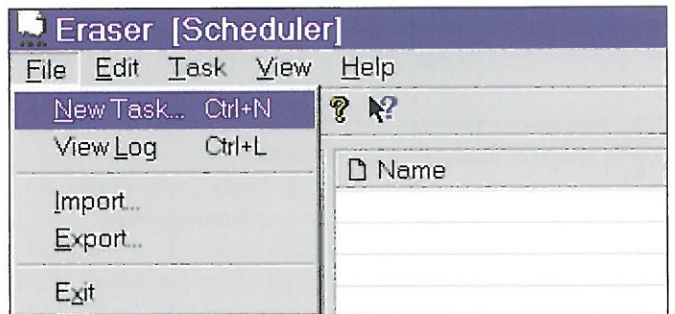 Eraser [Scheduler]
File Edit Task View Help
New Task... Ctrl+N
View Log Ctrl+L
Import...
Export...
Exit
Name